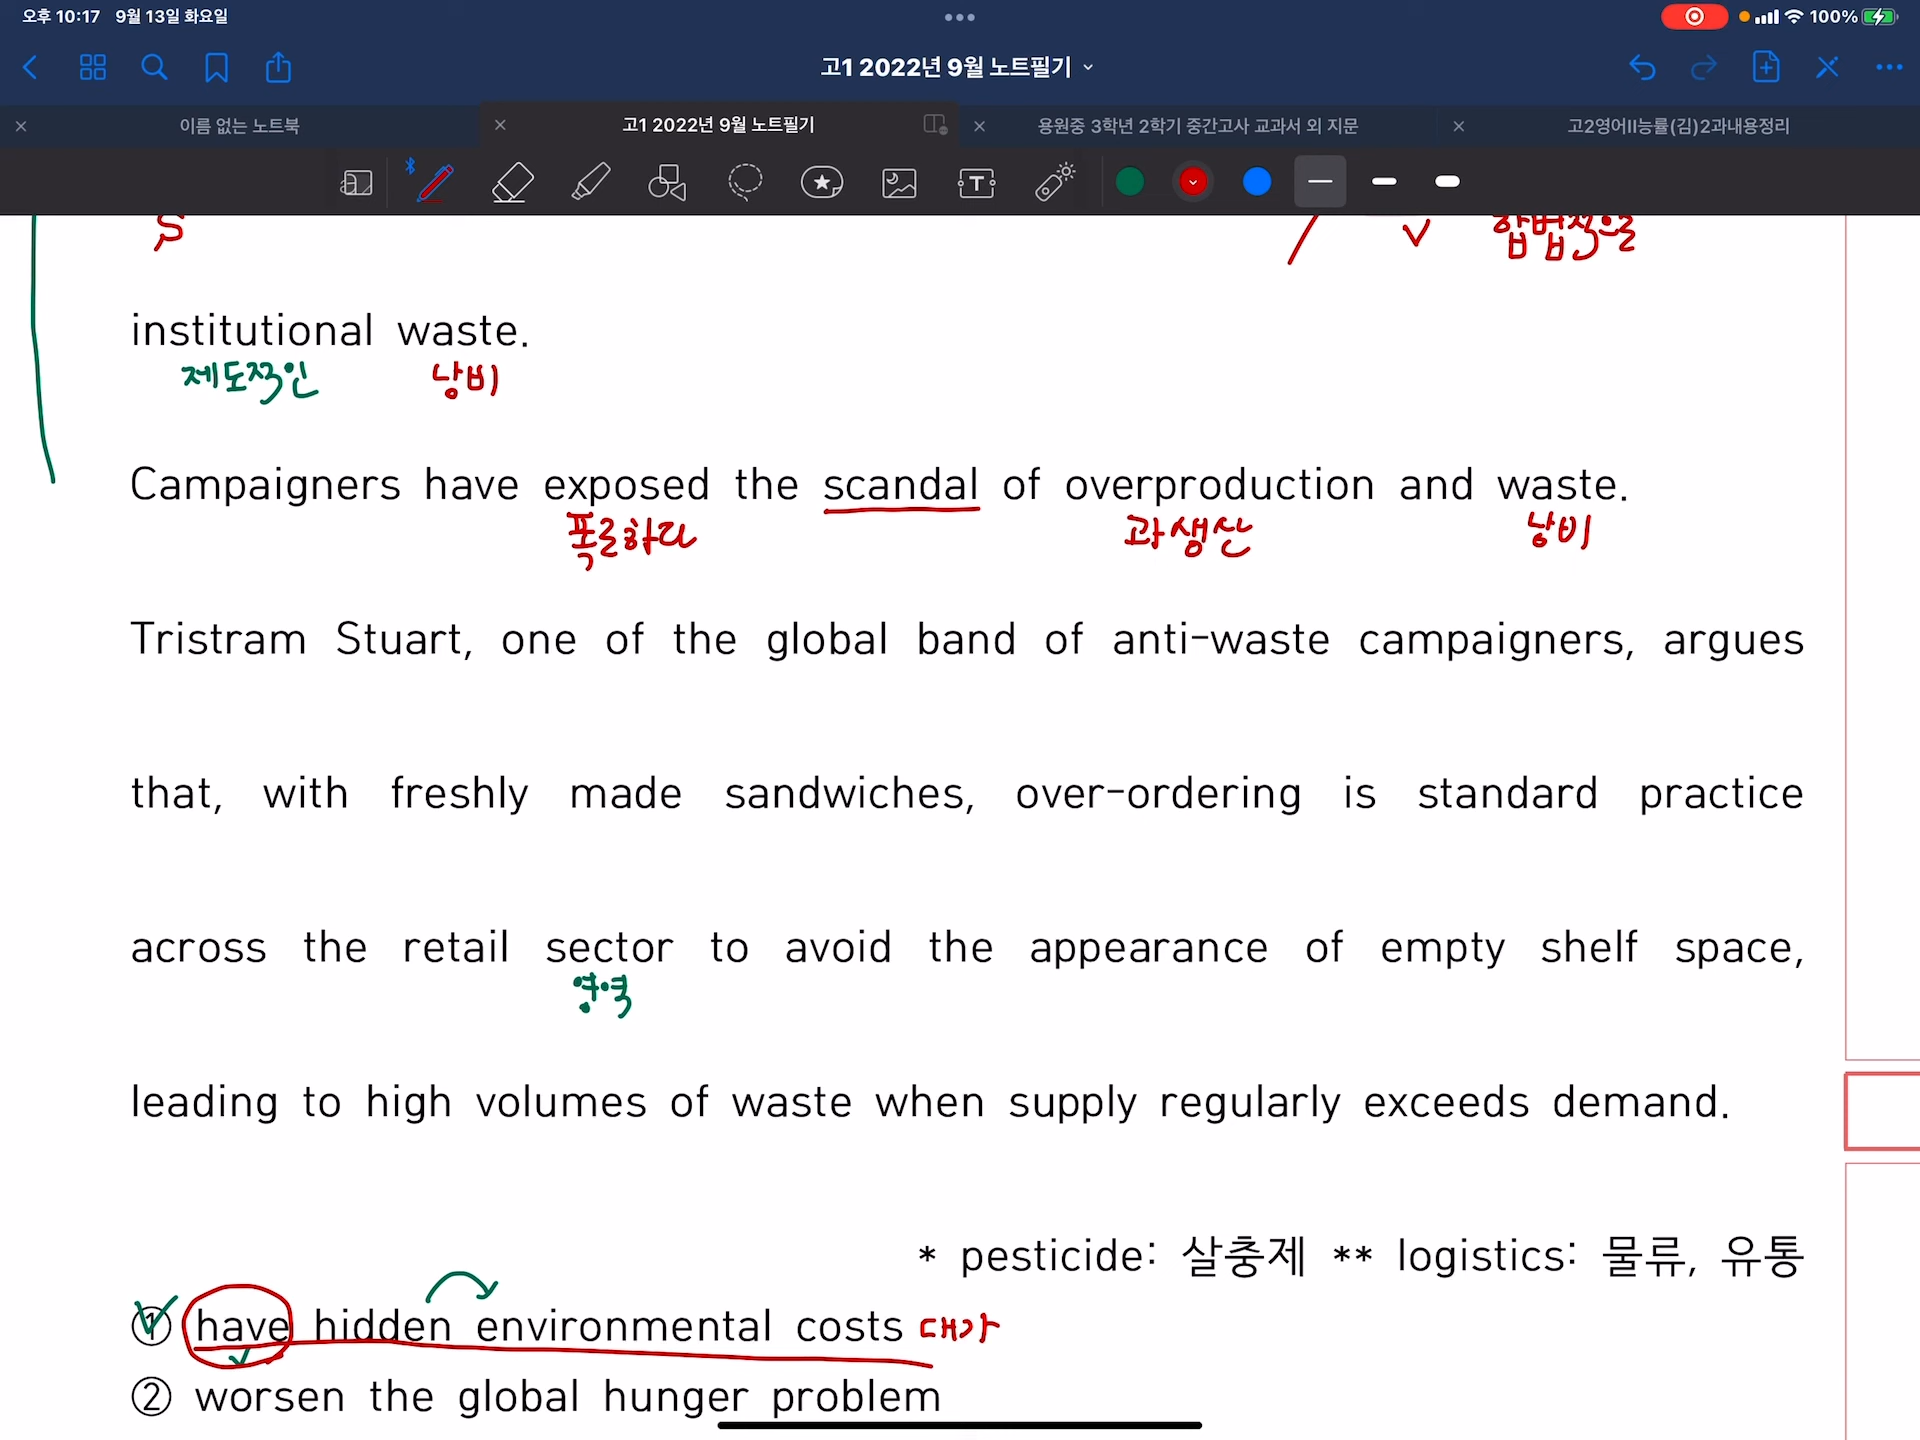 오후 10:17 9월 13일 화요일
100%
고1 2022년 9월 노트필기
이름 없는 노트북
고1 2022년 9월 노트필기
용원중 3학년 2학기 중간고사 교과서 외 지문
고2영어II능률(김)2과내용정리
S V 합법적으로
institutional waste.
제도적인 낭비
Campaigners have exposed the scandal of overproduction and waste.
폭로하다 과생산 낭비
Tristram Stuart, one of the global band of anti-waste campaigners, argues
that, with freshly made sandwiches, over-ordering is standard practice
across the retail sector to avoid the appearance of empty shelf space,
영역
leading to high volumes of waste when supply regularly exceeds demand.
* pesticide: 살충제 ** logistics: 물류, 유통
① have hidden environmental costs 대가
② worsen the global hunger problem